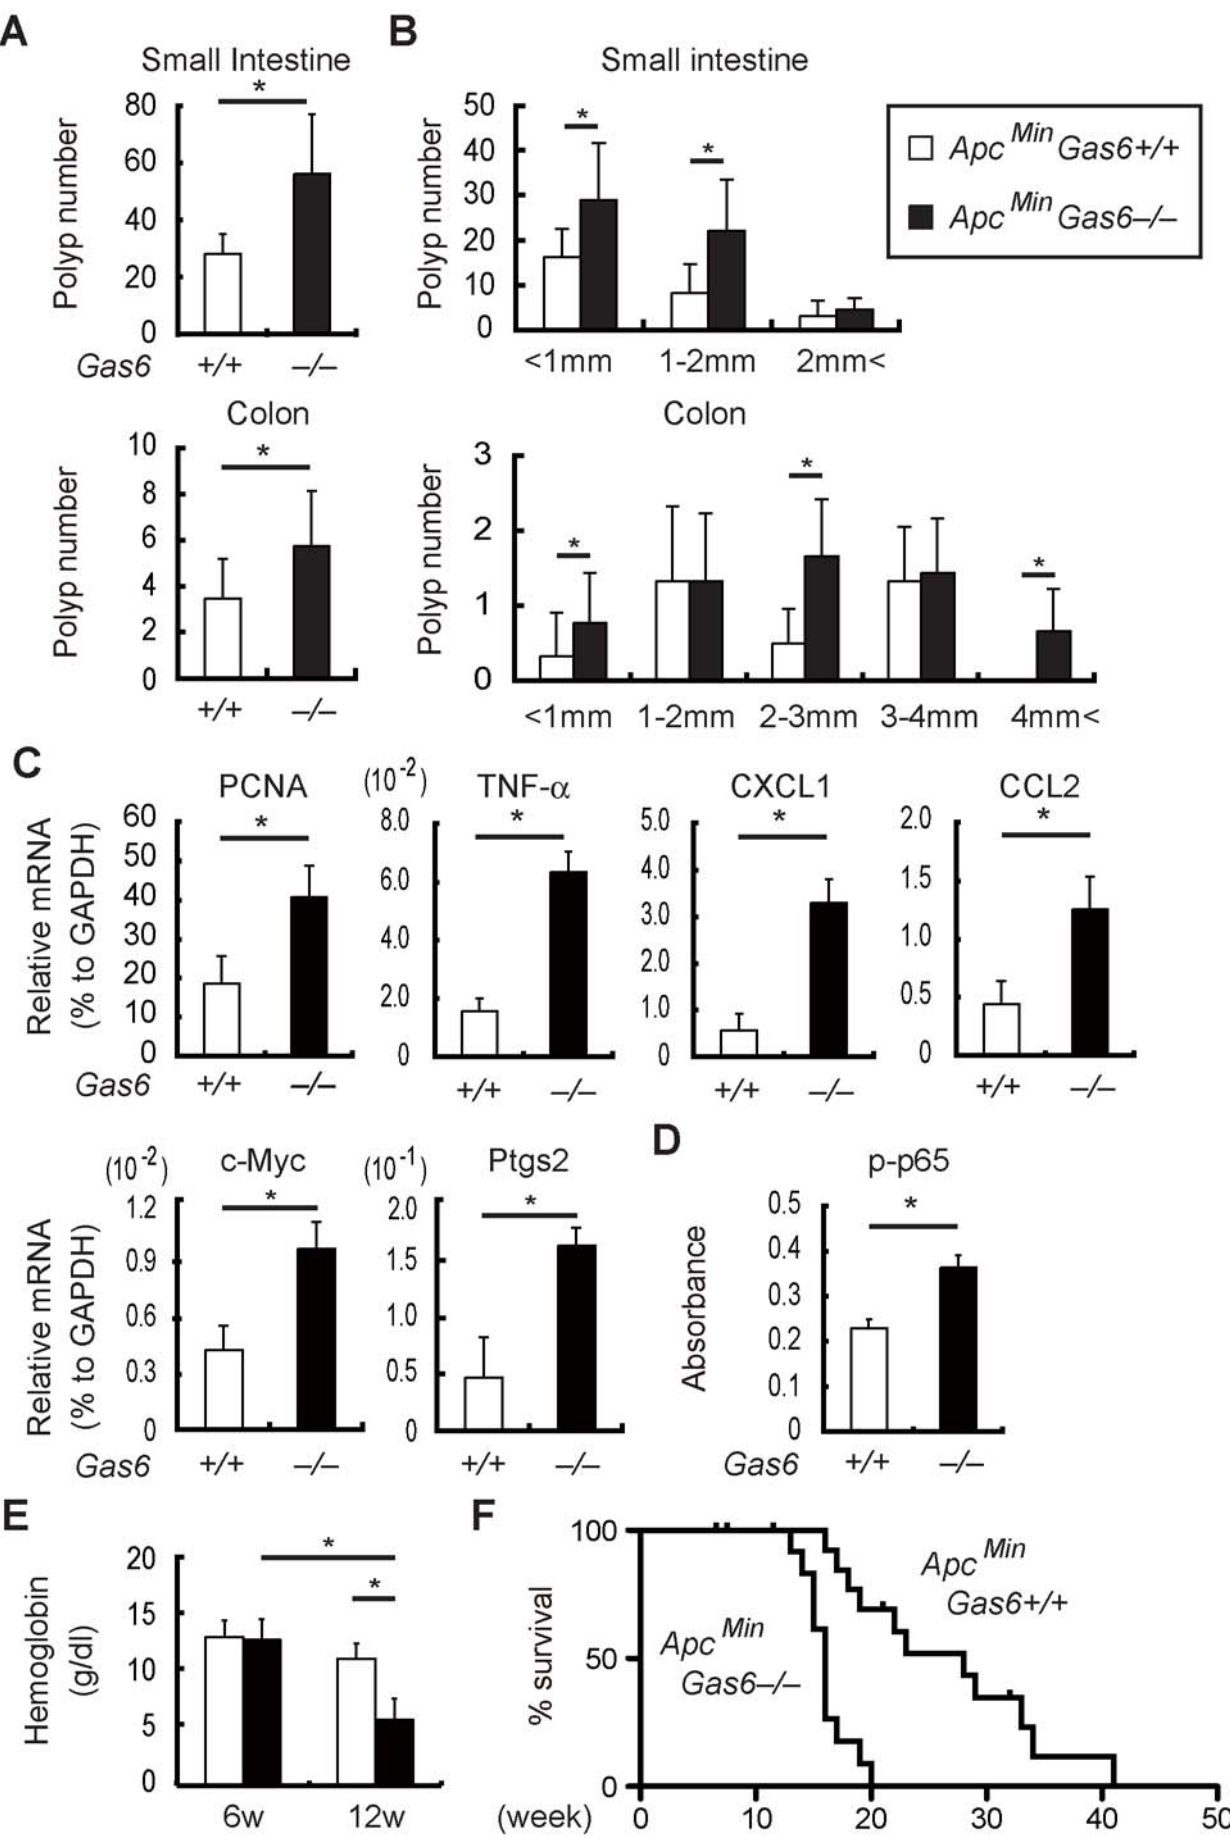 A
B
Small Intestine
*
Polyp number
80
60
40
20
0
Gas6 +/+ –/–
Small intestine
* *
Polyp number
50
40
30
20
10
0
<1mm 1-2mm 2mm<
Apc Min Gas6+/+
Apc Min Gas6–/–
Colon
*
Polyp number
10
8
6
4
2
0
+/+ –/–
Colon
* * *
Polyp number
3
2
1
0
<1mm 1-2mm 2-3mm 3-4mm 4mm<
C
PCNA
*
Relative mRNA
(% to GAPDH)
60
50
40
30
20
10
0
Gas6 +/+ –/–
(10-2) TNF-α
*
8.0
6.0
4.0
2.0
0
+/+ –/–
CXCL1
*
5.0
4.0
3.0
2.0
1.0
0
+/+ –/–
CCL2
*
2.0
1.5
1.0
0.5
0
+/+ –/–
(10-2) c-Myc
*
Relative mRNA
(% to GAPDH)
1.2
0.9
0.6
0.3
0
Gas6 +/+ –/–
(10-1) Ptgs2
*
2.0
1.5
1.0
0.5
0
+/+ –/–
D
p-p65
*
Absorbance
0.5
0.4
0.3
0.2
0.1
0
Gas6 +/+ –/–
E
*
*
Hemoglobin
(g/dl)
20
15
10
5
0
6w 12w
F
% survival
100
50
0
Apc Min
Gas6+/+
Apc Min
Gas6–/–
(week) 0 10 20 30 40 50